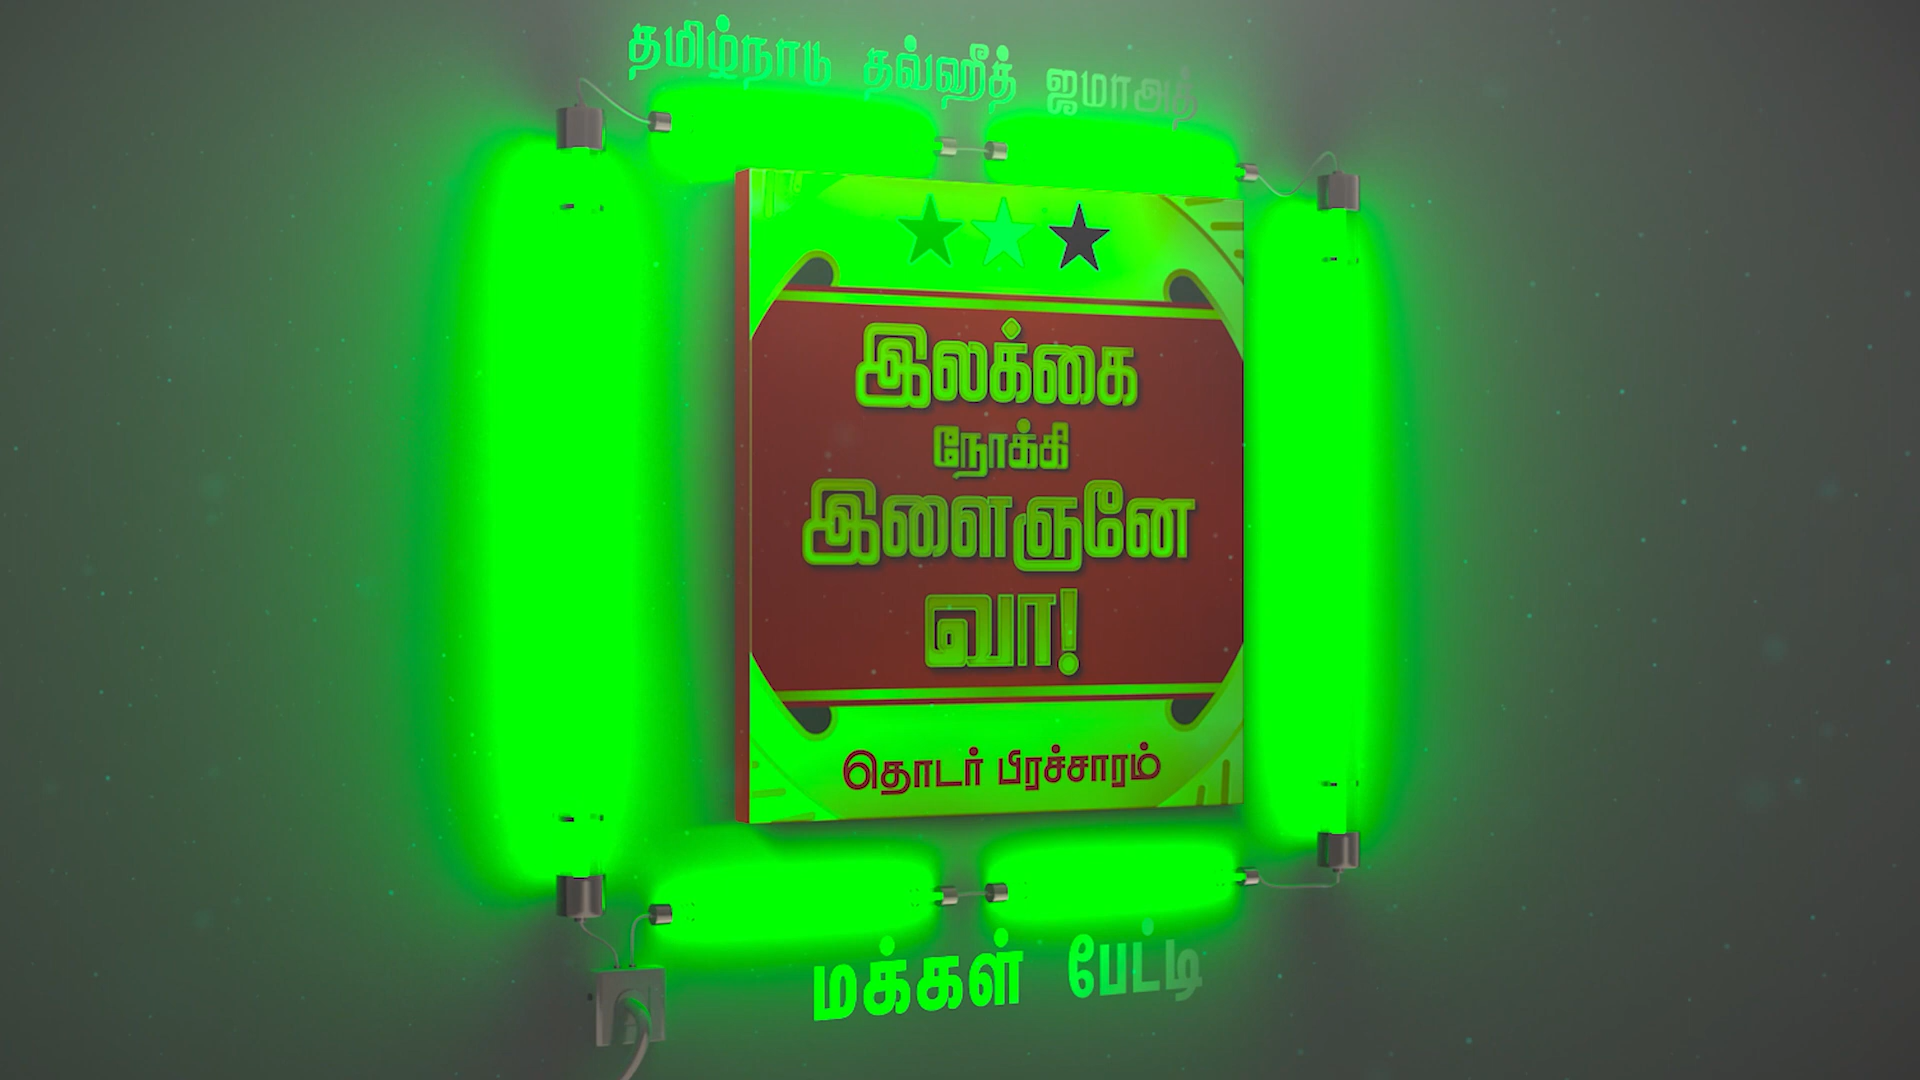 தமிழ்நாடு தவ்ஹீத் ஜமாஅத்
இலக்கை
நோக்கி
இளைஞனே
வா!
தொடர் பிரச்சாரம்
மக்கள் பேட்டி